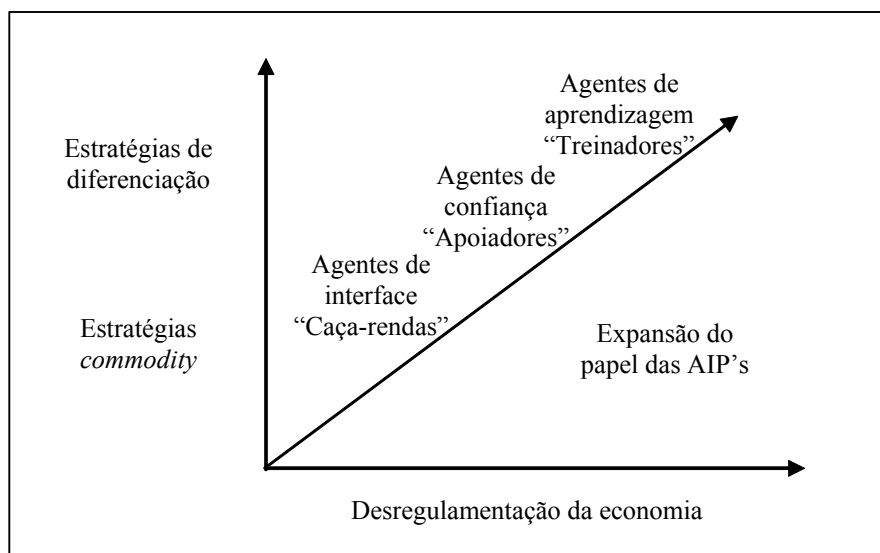 Agentes de
aprendizagem
“Treinadores”
Estratégias de
diferenciação
Agentes de
confiança
“Apoiadores”
Agentes de
interface
“Caça-rendas”
Estratégias
commodity
Expansão do
papel das AIP’s
Desregulamentação da economia